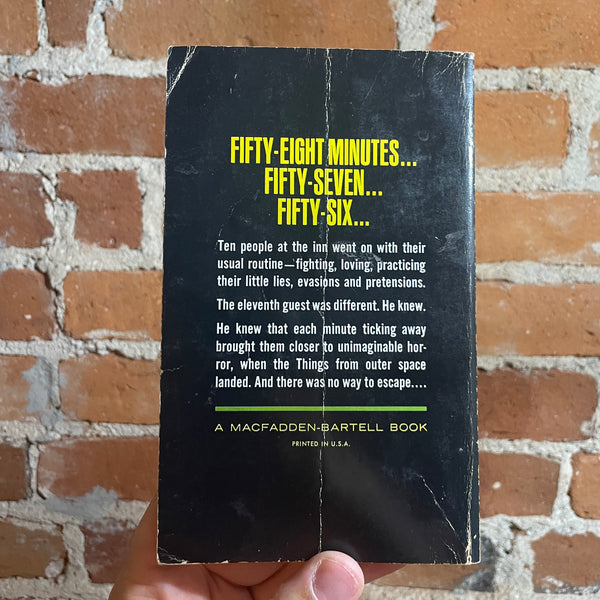 FIFTY-EIGHT MINUTES...
FIFTY-SEVEN...
FIFTY-SIX...
Ten people at the inn went on with their
usual routine—fighting, loving, practicing
their little lies, evasions and pretensions.
The eleventh guest was different. He knew.
He knew that each minute ticking away
brought them closer to unimaginable hor-
ror, when the Things from outer space
landed. And there was no way to escape....
A MACFADDEN-BARTELL BOOK
PRINTED IN U.S.A.